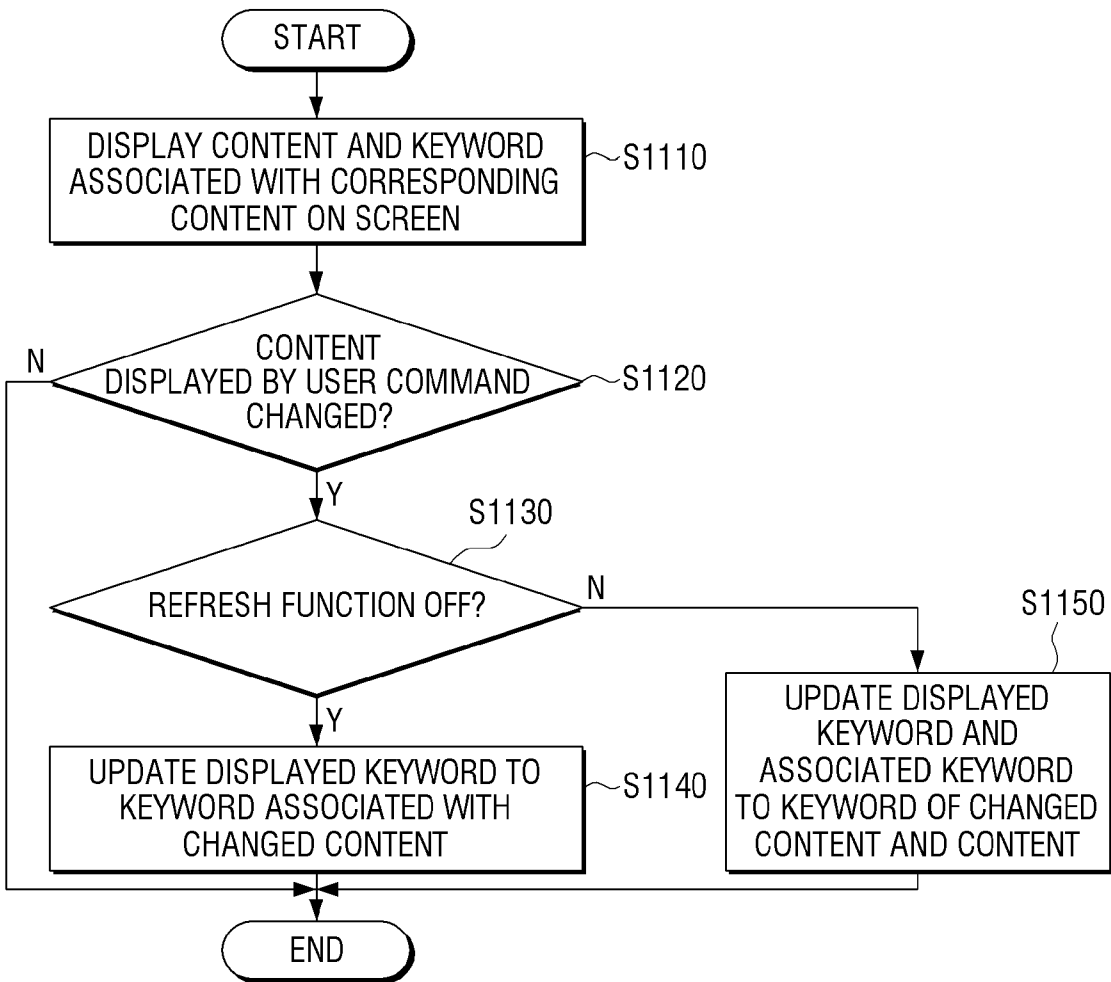 START
DISPLAY CONTENT AND KEYWORD
ASSOCIATED WITH CORRESPONDING
CONTENT ON SCREEN
S1110
CONTENT
DISPLAYED BY USER COMMAND
CHANGED?
S1120
N
Y
S1130
REFRESH FUNCTION OFF?
N
Y
S1150
UPDATE DISPLAYED KEYWORD TO
KEYWORD ASSOCIATED WITH
CHANGED CONTENT
S1140
UPDATE DISPLAYED
KEYWORD AND
ASSOCIATED KEYWORD
TO KEYWORD OF CHANGED
CONTENT AND CONTENT
END